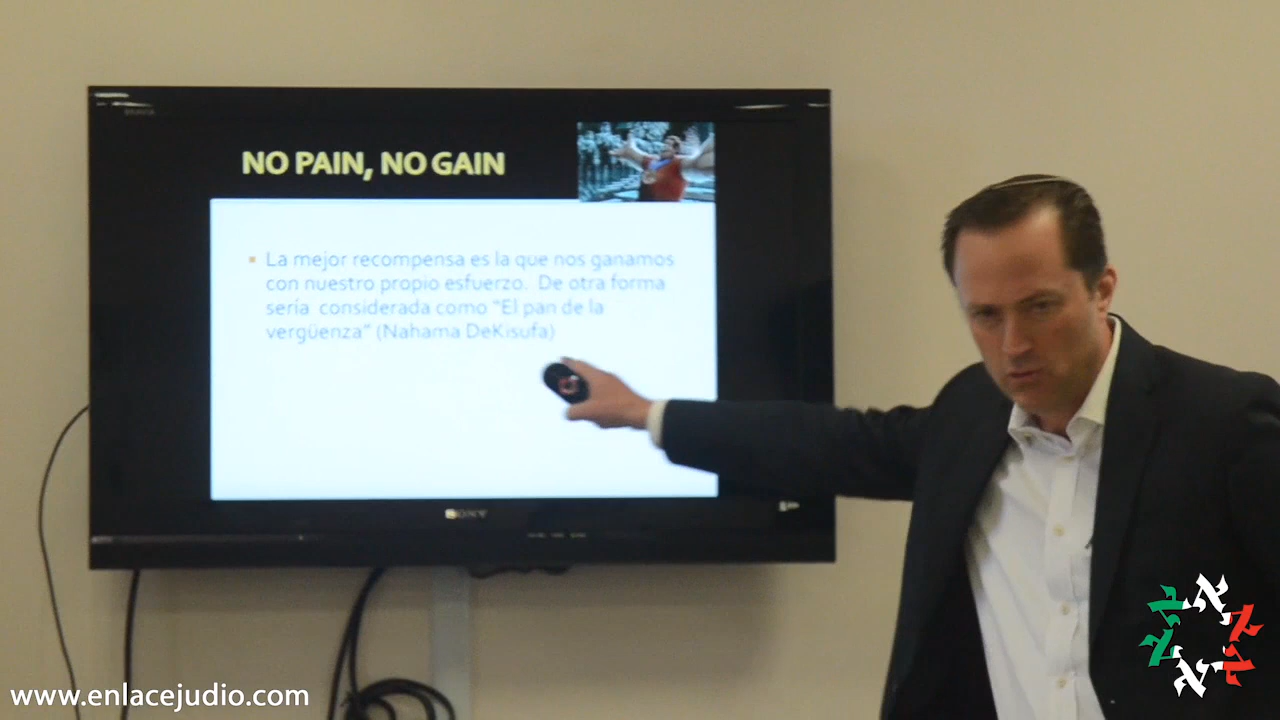 NO PAIN, NO GAIN
La mejor recompensa es la que nos ganamos
con nuestro propio esfuerzo. De otra forma
sería considerada como "El pan de la
vergüenza" (Nahama DeKisufa)
SONY
www.enlacejudio.com